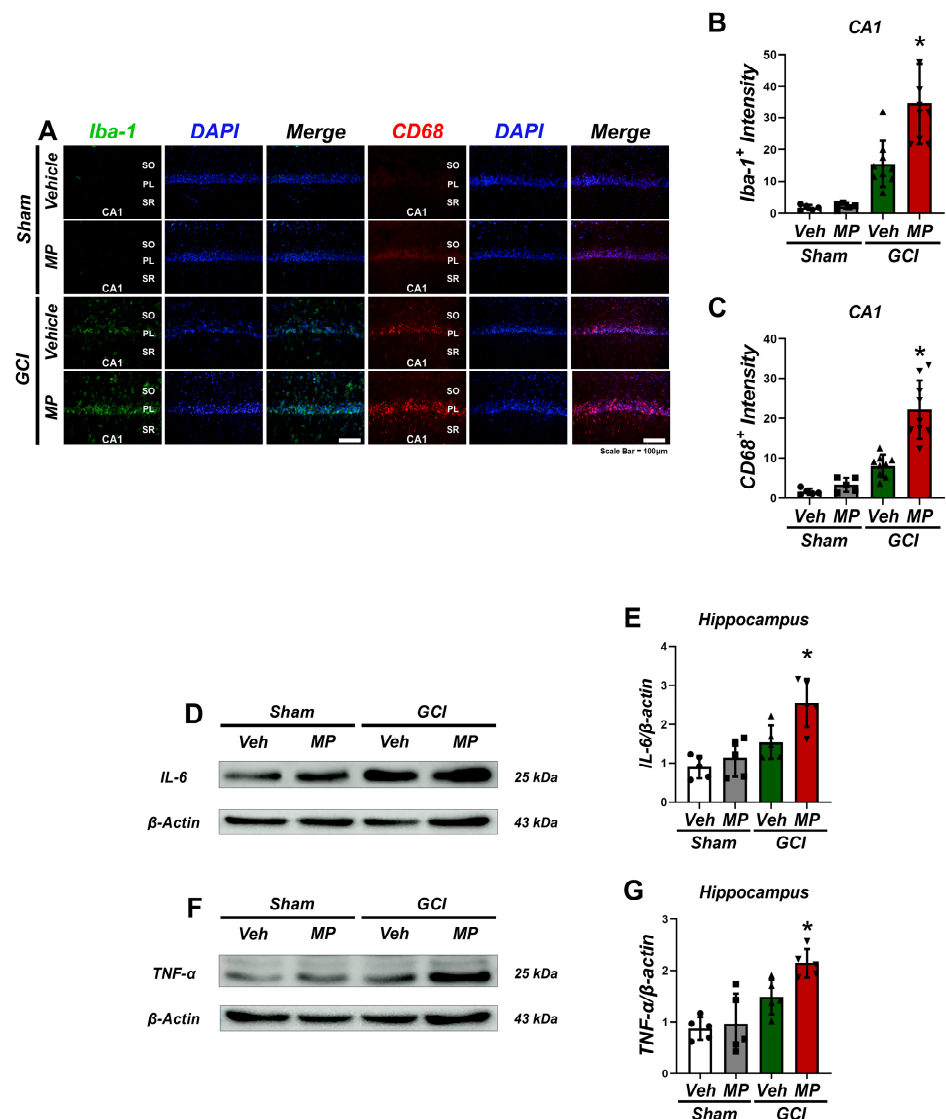 A
Iba-1 DAPI Merge CD68 DAPI Merge
Sham
GCI
Vehicle
MP
Vehicle
MP
SO SO
PL PL
SR SR
CA1 CA1
SO SO
PL PL
SR SR
CA1 CA1
SO SO
PL PL
SR SR
CA1 CA1
SO SO
PL PL
SR SR
CA1 CA1
Scale Bar = 100μm
B
CA1
Iba-1+ Intensity
50
40
30
20
10
0
*
Veh MP Veh MP
Sham GCI
C
CA1
CD68+ Intensity
40
30
20
10
0
*
Veh MP Veh MP
Sham GCI
D
Sham GCI
Veh MP Veh MP
IL-6 25 kDa
β-Actin 43 kDa
E
Hippocampus
IL-6/β-actin
4
3
2
1
0
*
Veh MP Veh MP
Sham GCI
F
Sham GCI
Veh MP Veh MP
TNF-α 25 kDa
β-Actin 43 kDa
G
Hippocampus
TNF-α/β-actin
3
2
1
0
*
Veh MP Veh MP
Sham GCI